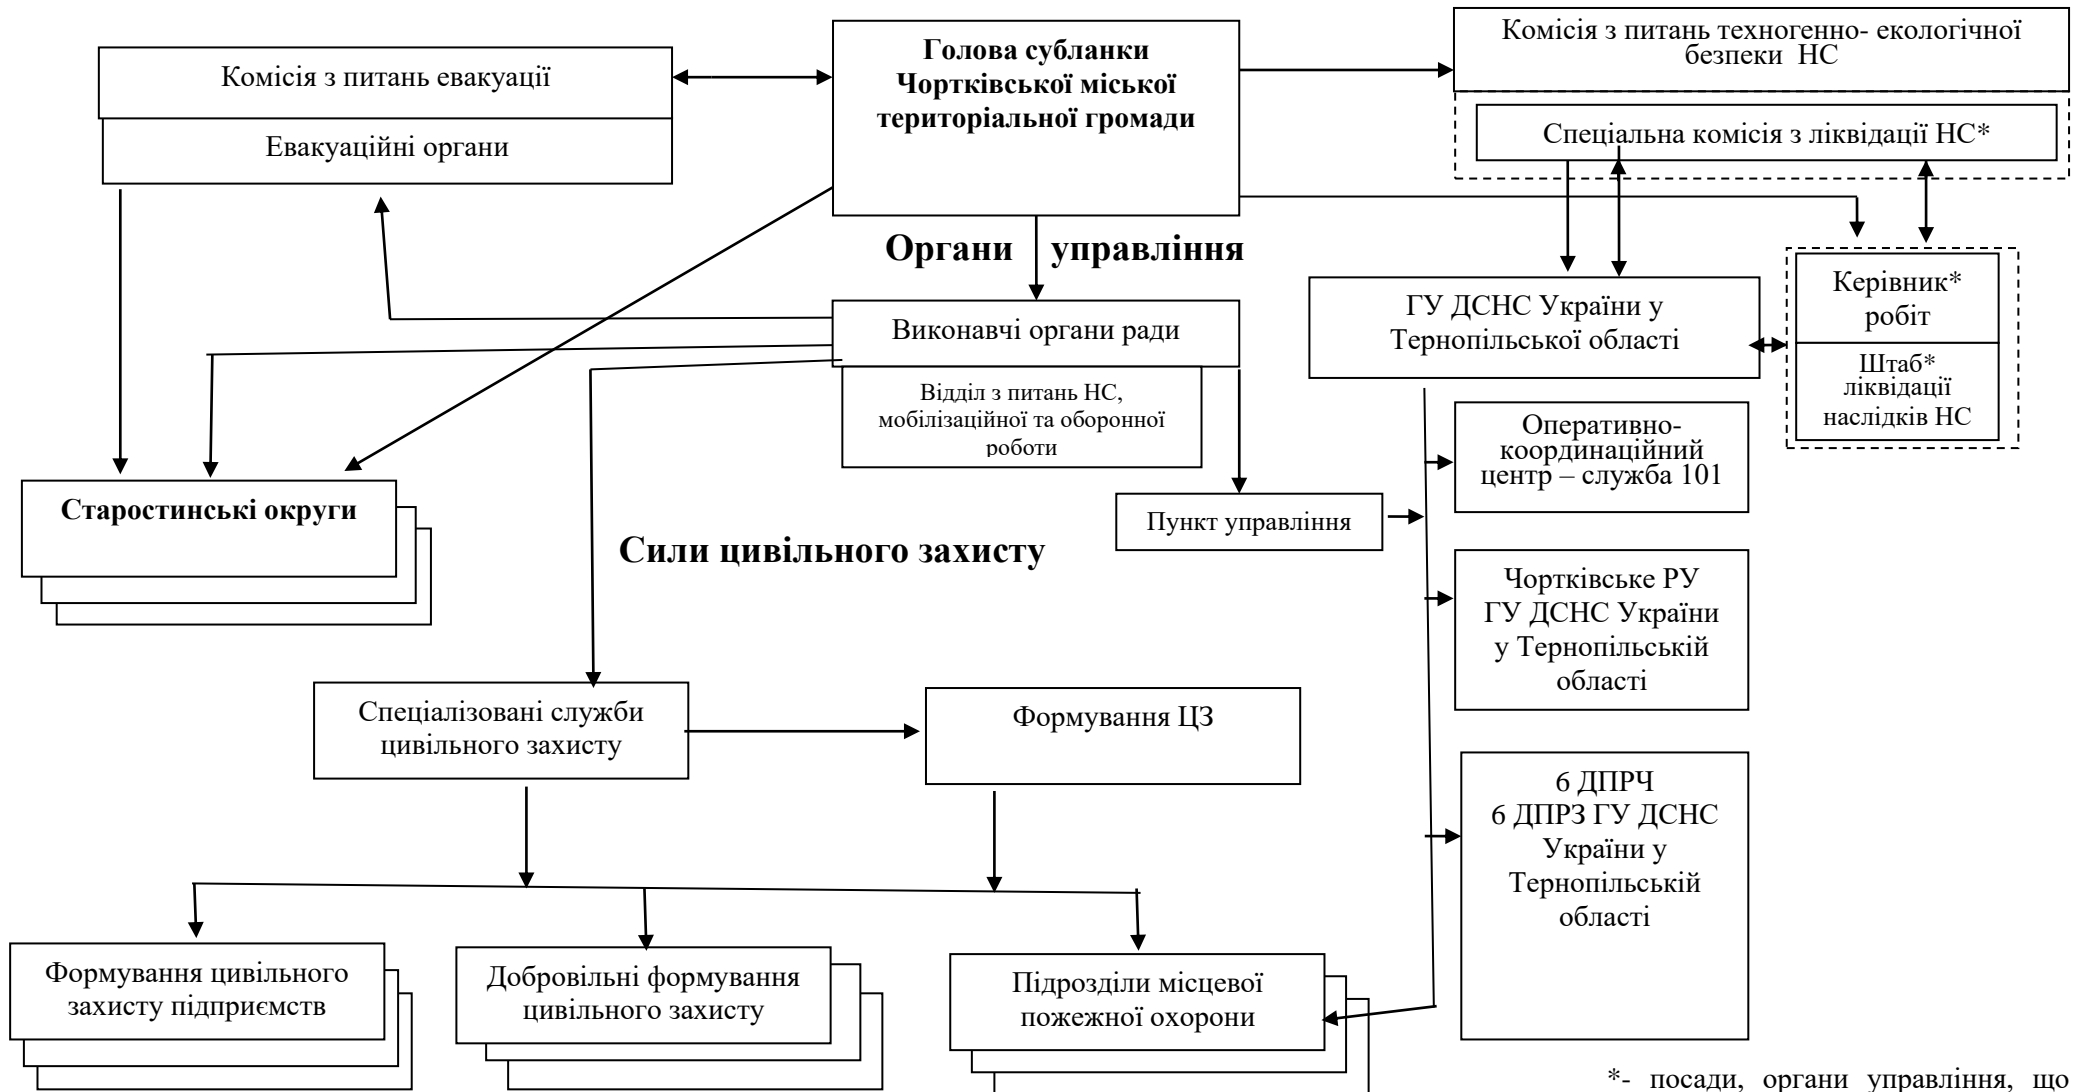 Комісія з питань евакуації
Евакуаційні органи
Голова субланки
Чортківської міської
територіальної громади
Комісія з питань техногенно- екологічної
безпеки НС
Спеціальна комісія з ліквідації НС*
Органи управління
Виконавчі органи ради
Відділ з питань НС,
мобілізаційної та оборонної
роботи
ГУ ДСНС України у
Тернопільської області
Керівник*
робіт
Штаб*
ліквідації
наслідків НС
Оперативно-
координаційний
центр – служба 101
Старостинські округи
Пункт управління
Сили цивільного захисту
Чортківське РУ
ГУ ДСНС України
у Тернопільській
області
Спеціалізовані служби
цивільного захисту
Формування ЦЗ
6 ДПРЧ
6 ДПРЗ ГУ ДСНС
України у
Тернопільській
області
Формування цивільного
захисту підприємств
Добровільні формування
цивільного захисту
Підрозділи місцевої
пожежної охорони
*- посади, органи управління, що